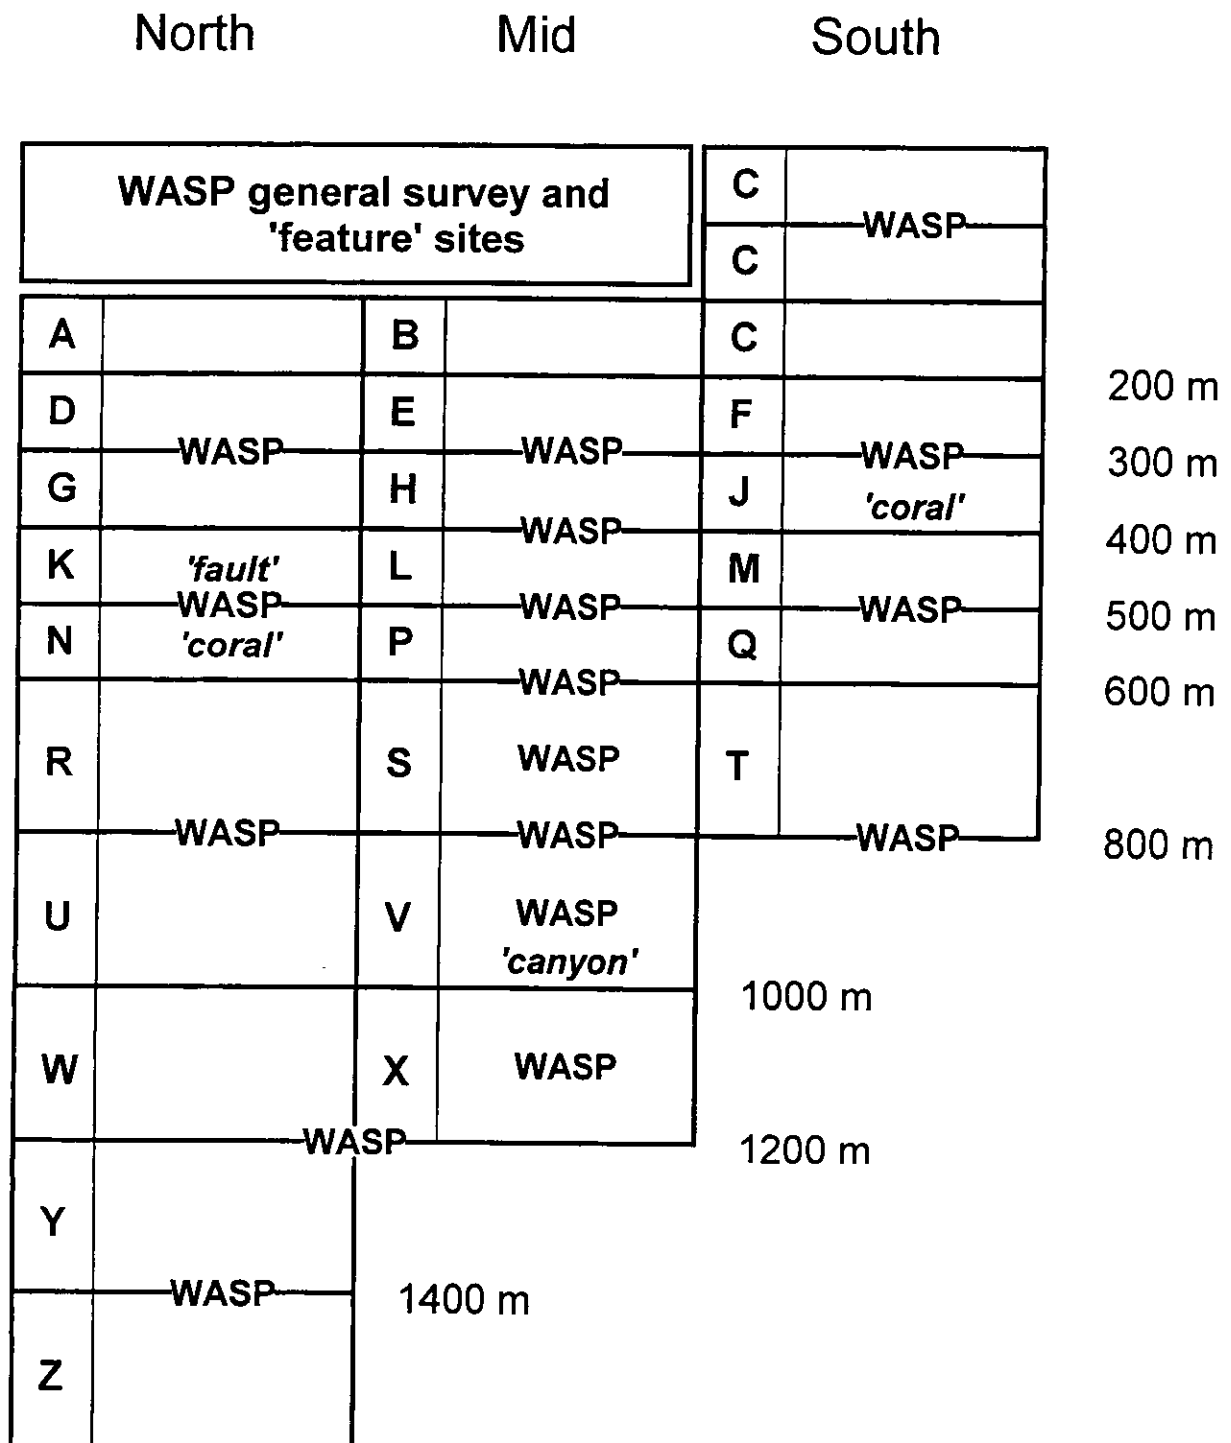 North Mid South
WASP general survey and
'feature' sites
C
WASP
C
A B C
200 m
D E F
WASP WASP WASP 300 m
G H J 'coral'
WASP 400 m
K 'fault' L M
WASP WASP WASP 500 m
N 'coral' P Q
WASP 600 m
R S WASP T
WASP WASP WASP 800 m
U V WASP
'canyon'
1000 m
W X WASP
WASP 1200 m
Y
WASP 1400 m
Z